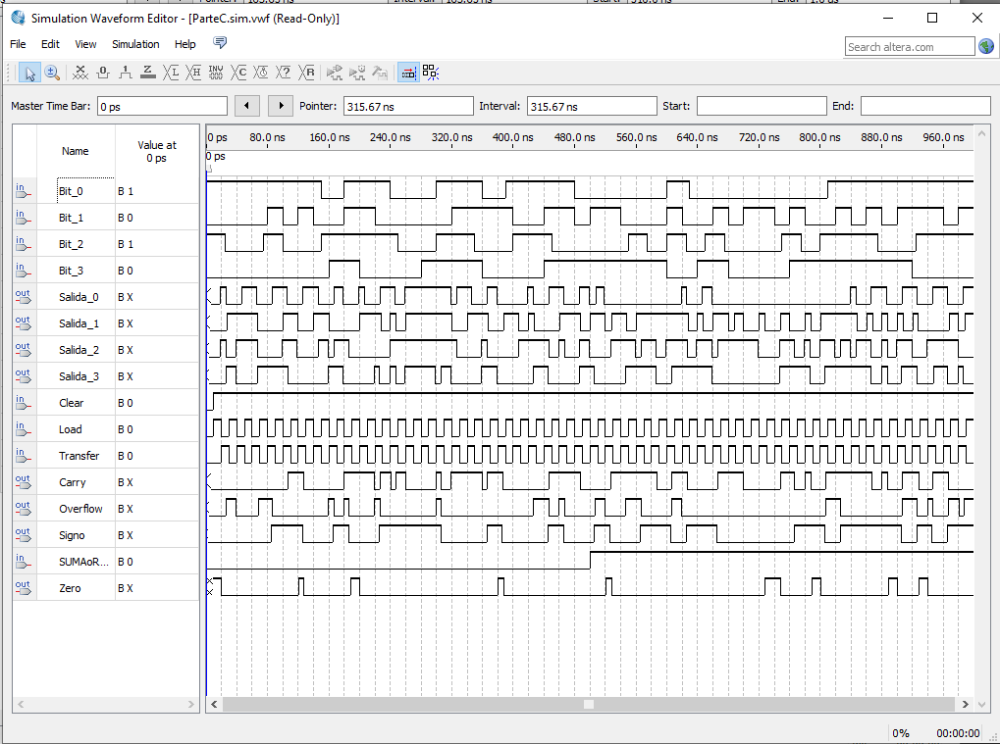 Simulation Waveform Editor - [ParteC.sim.vwf (Read-Only)]
File Edit View Simulation Help
Search altera.com
Master Time Bar: 0 ps Pointer: 315.67 ns Interval: 315.67 ns Start: End:
Name Value at 0 ps
0 ps 80.0 ns 160.0 ns 240.0 ns 320.0 ns 400.0 ns 480.0 ns 560.0 ns 640.0 ns 720.0 ns 800.0 ns 880.0 ns 960.0 ns
0 ps
in Bit_0 B 1
in Bit_1 B 0
in Bit_2 B 1
in Bit_3 B 0
out Salida_0 B X
out Salida_1 B X
out Salida_2 B X
out Salida_3 B X
in Clear B 0
in Load B 0
in Transfer B 0
out Carry B X
out Overflow B X
out Signo B X
in SUMAoR... B 0
out Zero B X
0% 00:00:00